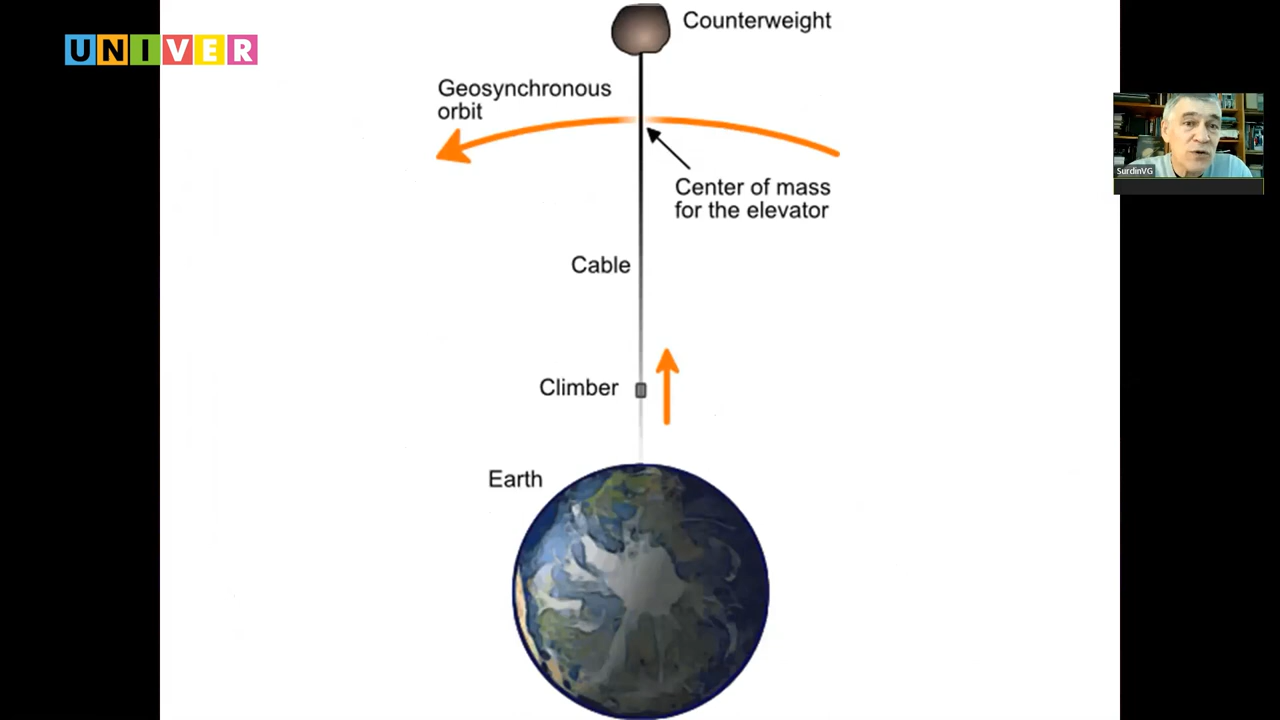 UNIVER
Counterweight
Geosynchronous
orbit
SurdinVG
Center of mass
for the elevator
Cable
Climber
Earth